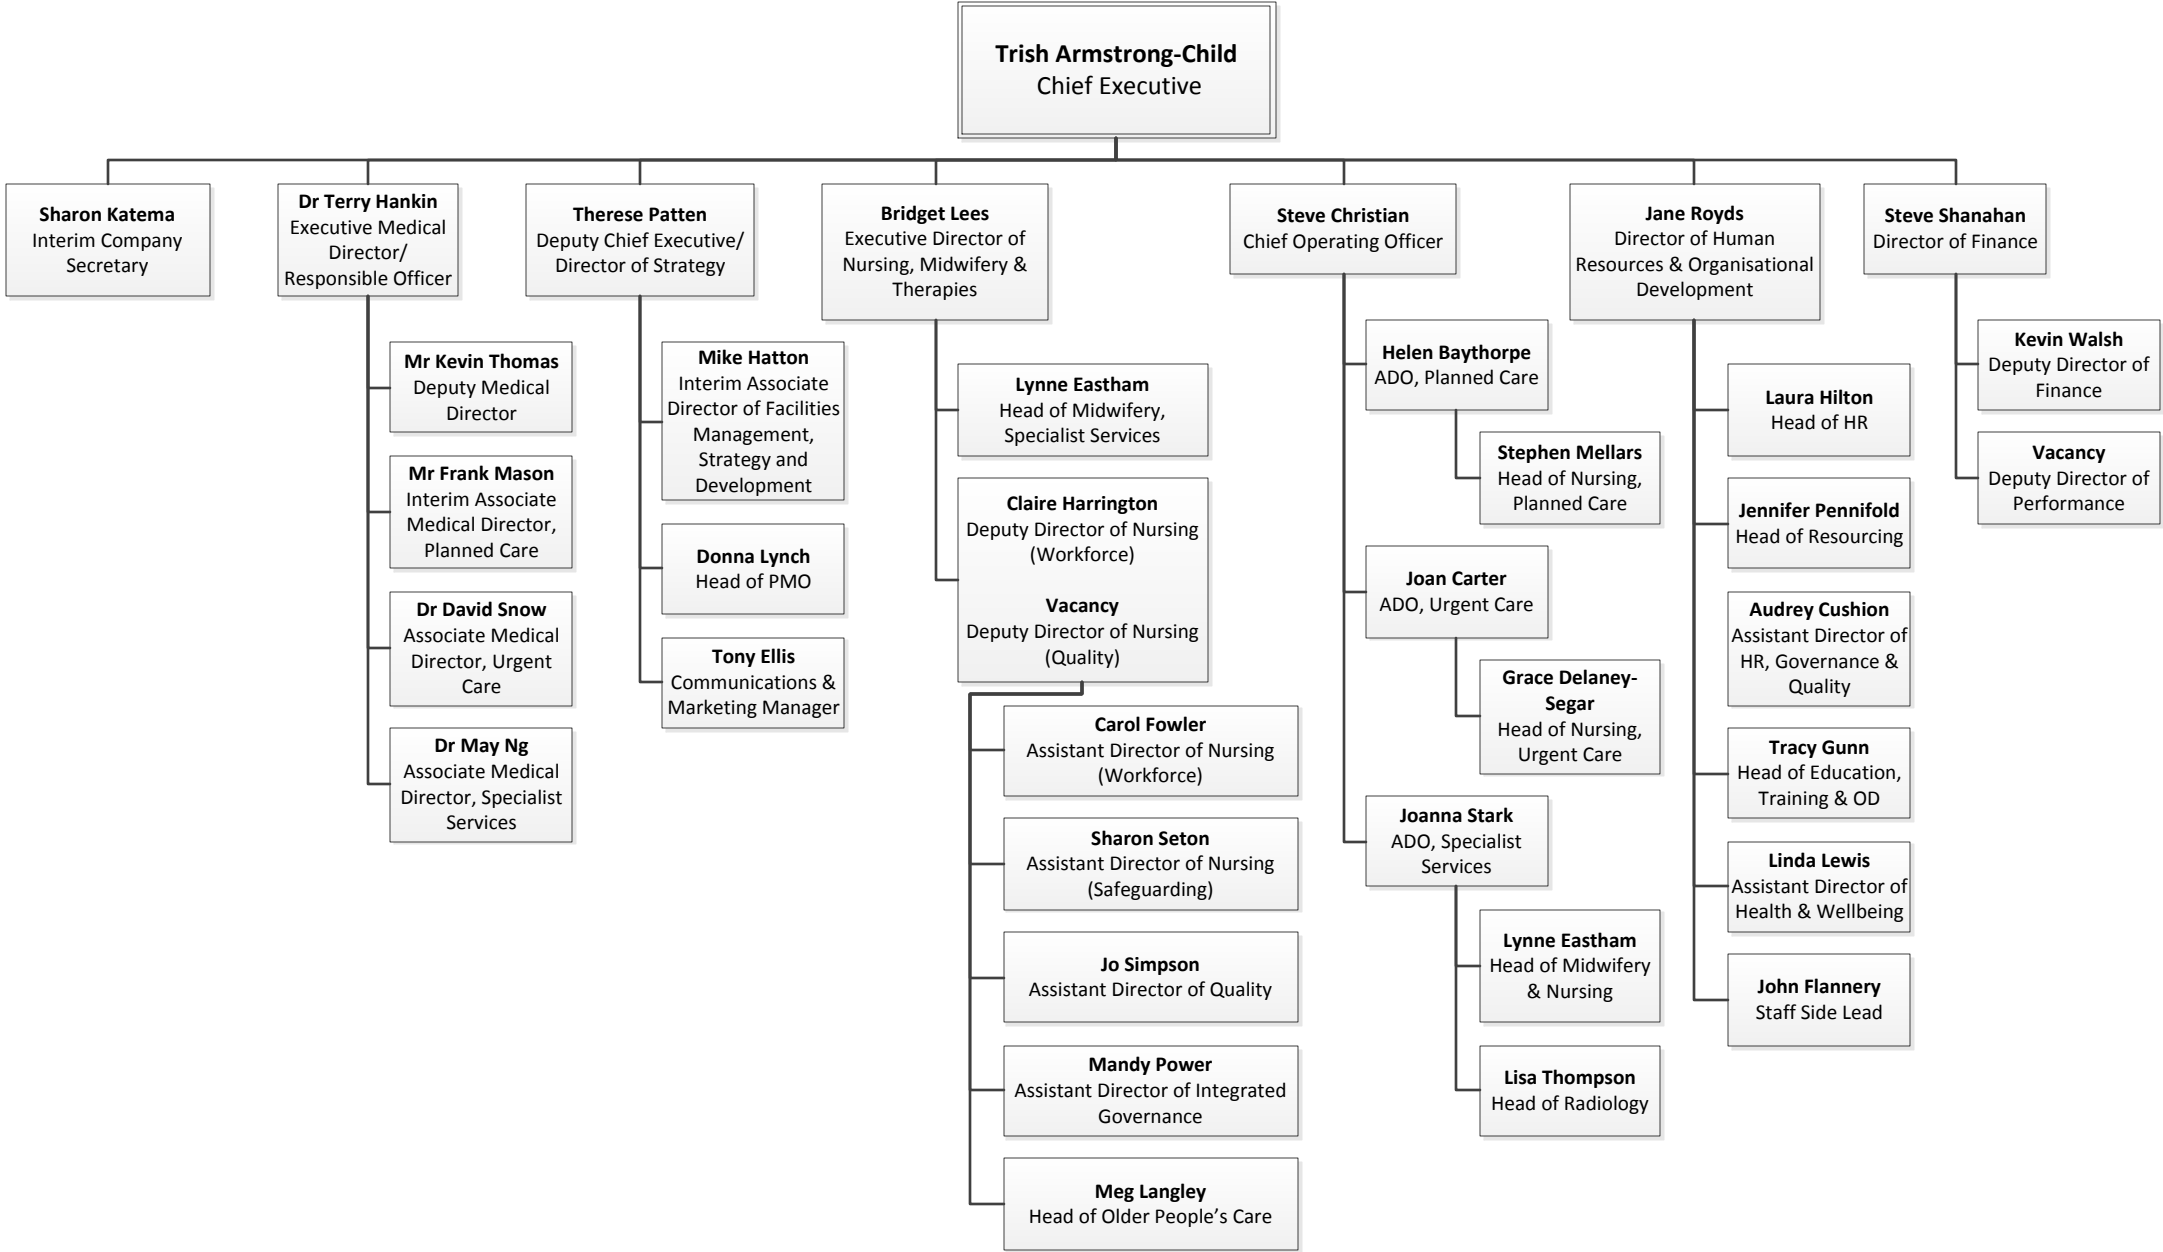 Trish Armstrong-Child
Chief Executive
Sharon Katema
Interim Company
Secretary
Dr Terry Hankin
Executive Medical
Director/
Responsible Officer
Mr Kevin Thomas
Deputy Medical
Director
Mr Frank Mason
Interim Associate
Medical Director,
Planned Care
Dr David Snow
Associate Medical
Director, Urgent
Care
Dr May Ng
Associate Medical
Director, Specialist
Services
Therese Patten
Deputy Chief Executive/
Director of Strategy
Mike Hatton
Interim Associate
Director of Facilities
Management,
Strategy and
Development
Donna Lynch
Head of PMO
Tony Ellis
Communications &
Marketing Manager
Bridget Lees
Executive Director of
Nursing, Midwifery &
Therapies
Lynne Eastham
Head of Midwifery,
Specialist Services
Claire Harrington
Deputy Director of Nursing
(Workforce)
Vacancy
Deputy Director of Nursing
(Quality)
Carol Fowler
Assistant Director of Nursing
(Workforce)
Sharon Seton
Assistant Director of Nursing
(Safeguarding)
Jo Simpson
Assistant Director of Quality
Mandy Power
Assistant Director of Integrated
Governance
Meg Langley
Head of Older People’s Care
Steve Christian
Chief Operating Officer
Helen Baythorpe
ADO, Planned Care
Stephen Mellars
Head of Nursing,
Planned Care
Joan Carter
ADO, Urgent Care
Grace Delaney-
Segar
Head of Nursing,
Urgent Care
Joanna Stark
ADO, Specialist
Services
Lynne Eastham
Head of Midwifery
& Nursing
Lisa Thompson
Head of Radiology
Jane Royds
Director of Human
Resources & Organisational
Development
Laura Hilton
Head of HR
Jennifer Pennifold
Head of Resourcing
Audrey Cushion
Assistant Director of
HR, Governance &
Quality
Tracy Gunn
Head of Education,
Training & OD
Linda Lewis
Assistant Director of
Health & Wellbeing
John Flannery
Staff Side Lead
Steve Shanahan
Director of Finance
Kevin Walsh
Deputy Director of
Finance
Vacancy
Deputy Director of
Performance